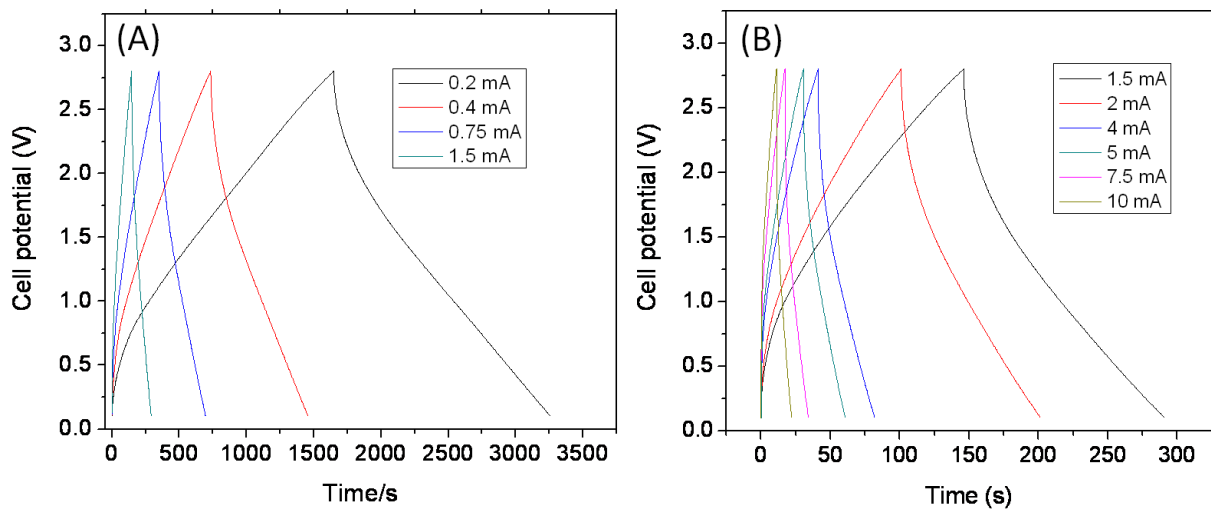 (A)
3.0
2.5
2.0
1.5
1.0
0.5
0.0
Cell potential (V)
0.2 mA
0.4 mA
0.75 mA
1.5 mA
0 500 1000 1500 2000 2500 3000 3500
Time/s
(B)
3.0
2.5
2.0
1.5
1.0
0.5
0.0
Cell potential (V)
1.5 mA
2 mA
4 mA
5 mA
7.5 mA
10 mA
0 50 100 150 200 250 300
Time (s)